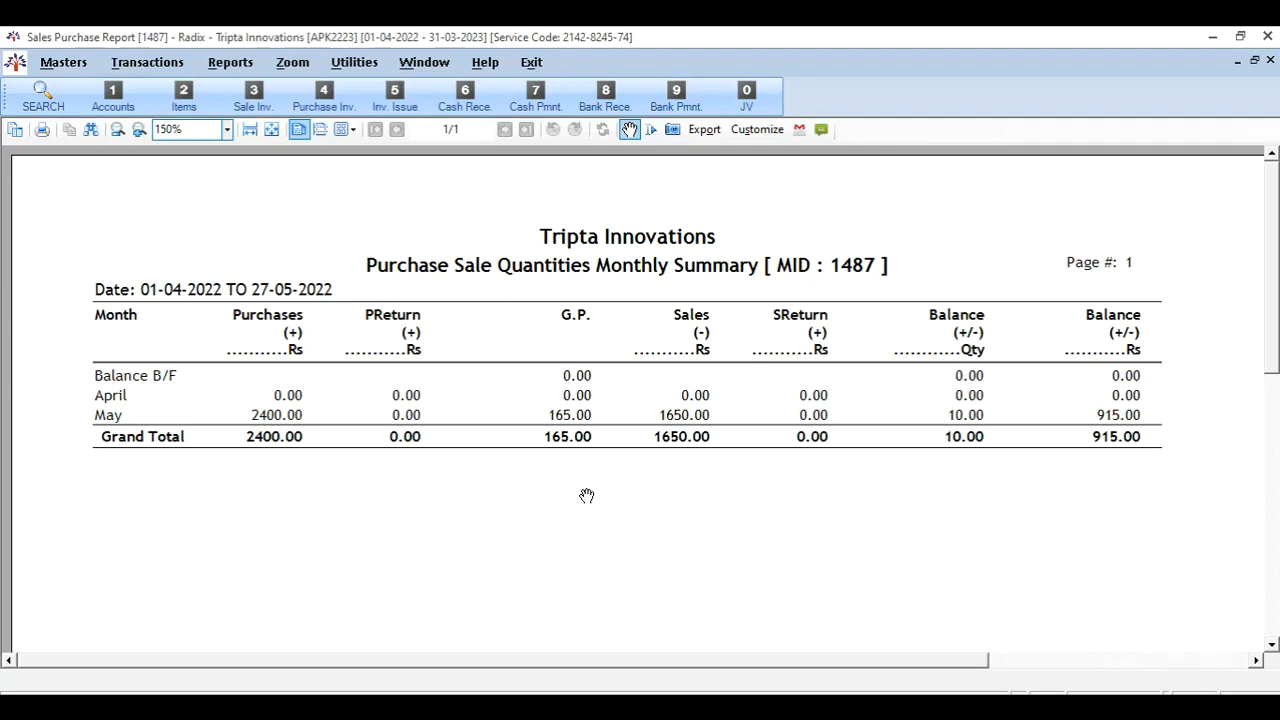 Sales Purchase Report [1487] - Radix - Tripta Innovations [APK2223] [01-04-2022 - 31-03-2023] [Service Code: 2142-8245-74]
Masters Transactions Reports Zoom Utilities Window Help Exit
SEARCH 1 Accounts 2 Items 3 Sale Inv. 4 Purchase Inv. 5 Inv. Issue 6 Cash Rece. 7 Cash Pmnt. 8 Bank Rece. 9 Bank Pmnt. 0 JV
150% 1/1 Export Customize
Tripta Innovations
Purchase Sale Quantities Monthly Summary [ MID : 1487 ] Page #: 1
Date: 01-04-2022 TO 27-05-2022
Month Purchases PReturn G.P. Sales SReturn Balance Balance
(+) (+) (-) (+) (+/-) (+/-)
...........Rs ...........Rs ...........Rs ...........Rs ............Qty ...........Rs
Balance B/F 0.00 0.00 0.00
April 0.00 0.00 0.00 0.00 0.00 0.00 0.00
May 2400.00 0.00 165.00 1650.00 0.00 10.00 915.00
Grand Total 2400.00 0.00 165.00 1650.00 0.00 10.00 915.00